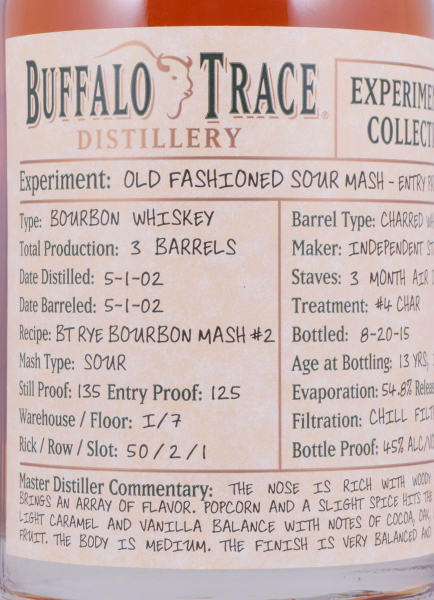 BUFFALO TRACE
DISTILLERY
EXPERIME
COLLECTI
Experiment: OLD FASHIONED SOUR MASH - ENTRY PR
Type: BOURBON WHISKEY
Total Production: 3 BARRELS
Date Distilled: 5-1-02
Date Barreled: 5-1-02
Recipe: BT RYE BOURBON MASH #2
Mash Type: SOUR
Still Proof: 135 Entry Proof: 125
Warehouse / Floor: I/7
Rick / Row / Slot: 50 / 2 / 1
Barrel Type: CHARRED
Maker: INDEPENDENT ST
Staves: 3 MONTH AIR
Treatment: #4 CHAR
Bottled: 8-20-15
Age at Bottling: 13 YRS,
Evaporation: 54.8% Release
Filtration: CHILL FILT
Bottle Proof: 45% ALC/VO
Master Distiller Commentary: THE NOSE IS RICH WITH WOODY
BRINGS AN ARRAY OF FLAVOR. POPCORN AND A SLIGHT SPICE HITS THE
LIGHT CARAMEL AND VANILLA BALANCE WITH NOTES OF COCOA, OAK,
FRUIT. THE BODY IS MEDIUM. THE FINISH IS VERY BALANCED AND